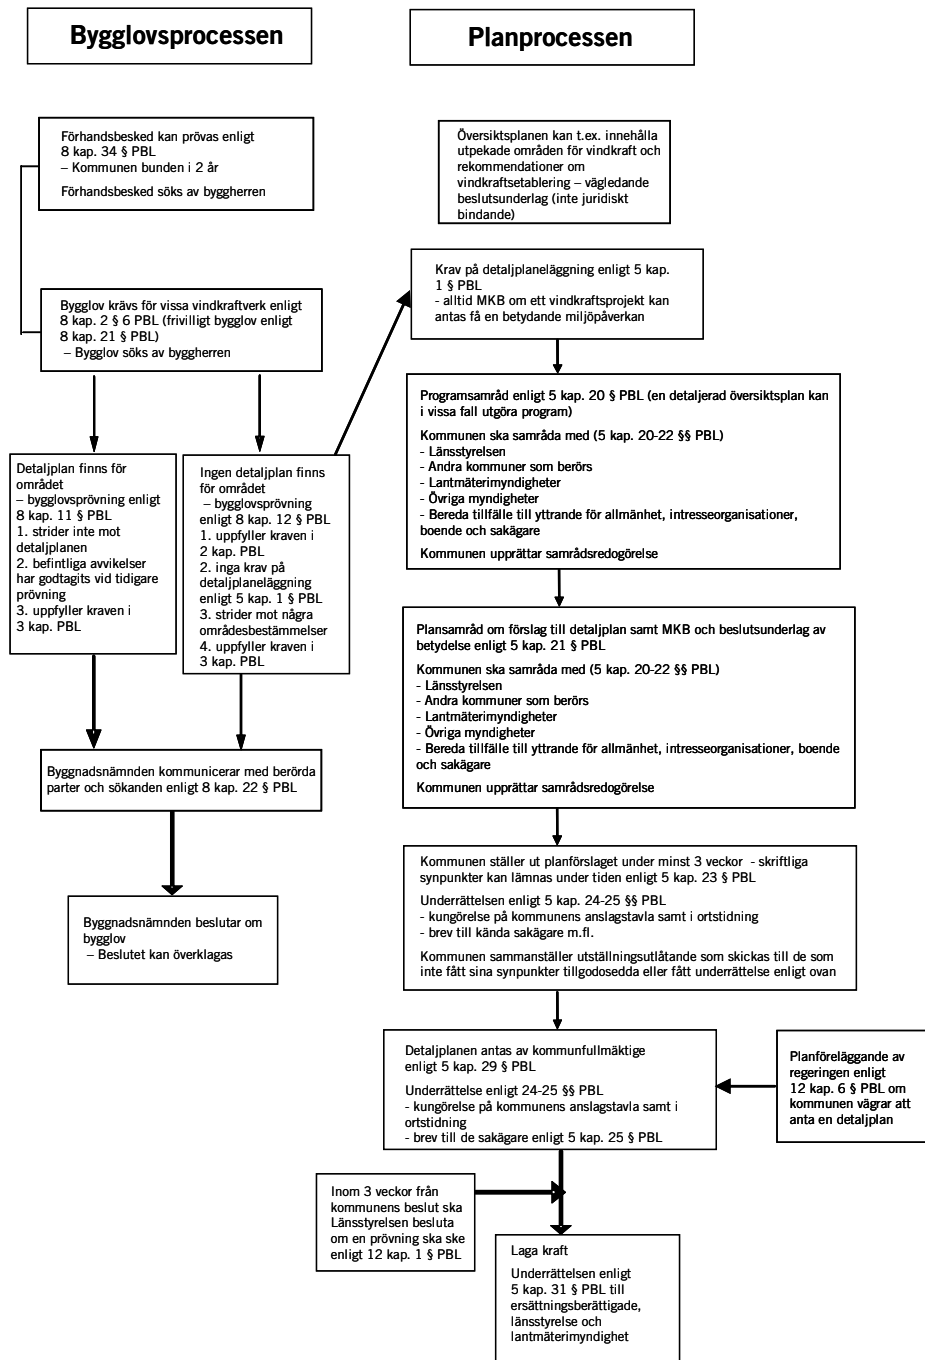 Bygglovsprocessen
Förhandsbesked kan prövas enligt
8 kap. 34 § PBL
– Kommunen bunden i 2 år
Förhandsbesked söks av byggherren
Bygglov krävs för vissa vindkraftverk enligt
8 kap. 2 § 6 PBL (frivilligt bygglov enligt
8 kap. 21 § PBL)
– Bygglov söks av byggherren
Detaljplan finns för
området
– bygglovsprövning enligt
8 kap. 11 § PBL
1. strider inte mot
detaljplanen
2. befintliga avvikelser
har godtagits vid tidigare
prövning
3. uppfyller kraven i
3 kap. PBL
Ingen detaljplan finns
för området
– bygglovsprövning
enligt 8 kap. 12 § PBL
1. uppfyller kraven i
2 kap. PBL
2. inga krav på
detaljplaneläggning
enligt 5 kap. 1 § PBL
3. strider mot några
områdesbestämmelser
4. uppfyller kraven i
3 kap. PBL
Byggnadsnämnden kommunicerar med berörda
parter och sökanden enligt 8 kap. 22 § PBL
Byggnadsnämnden beslutar om
bygglov
– Beslutet kan överklagas
Planprocessen
Översiktsplanen kan t.ex. innehålla
utpekade områden för vindkraft och
rekommendationer om
vindkraftsetablering – vägledande
beslutsunderlag (inte juridiskt
bindande)
Krav på detaljplaneläggning enligt 5 kap.
1 § PBL
- alltid MKB om ett vindkraftsprojekt kan
antas få en betydande miljöpåverkan
Programsamråd enligt 5 kap. 20 § PBL (en detaljerad översiktsplan kan
i vissa fall utgöra program)
Kommunen ska samråda med (5 kap. 20-22 §§ PBL)
- Länsstyrelsen
- Andra kommuner som berörs
- Lantmäterimyndigheter
- Övriga myndigheter
- Bereda tillfälle till yttrande för allmänhet, intresseorganisationer,
boende och sakägare
Kommunen upprättar samrådsredogörelse
Plansamråd om förslag till detaljplan samt MKB och beslutsunderlag av
betydelse enligt 5 kap. 21 § PBL
Kommunen ska samråda med (5 kap. 20-22 §§ PBL)
- Länsstyrelsen
- Andra kommuner som berörs
- Lantmäterimyndigheter
- Övriga myndigheter
- Bereda tillfälle till yttrande för allmänhet, intresseorganisationer, boende
och sakägare
Kommunen upprättar samrådsredogörelse
Kommunen ställer ut planförslaget under minst 3 veckor - skriftliga
synpunkter kan lämnas under tiden enligt 5 kap. 23 § PBL
Underrättelsen enligt 5 kap. 24-25 §§ PBL
- kungörelse på kommunens anslagstavla samt i ortstidning
- brev till kända sakägare m.fl.
Kommunen sammanställer utställningsutlåtande som skickas till de som
inte fått sina synpunkter tillgodosedda eller fått underrättelse enligt ovan
Detaljplanen antas av kommunfullmäktige
enligt 5 kap. 29 § PBL
Underrättelse enligt 24-25 §§ PBL
- kungörelse på kommunens anslagstavla samt i
ortstidning
- brev till de sakägare enligt 5 kap. 25 § PBL
Planföreläggande av
regeringen enligt
12 kap. 6 § PBL om
kommunen vägrar att
anta en detaljplan
Inom 3 veckor från
kommunens beslut ska
Länsstyrelsen besluta
om en prövning ska ske
enligt 12 kap. 1 § PBL
Laga kraft
Underrättelsen enligt
5 kap. 31 § PBL till
ersättningsberättigade,
länsstyrelse och
lantmäterimyndighet